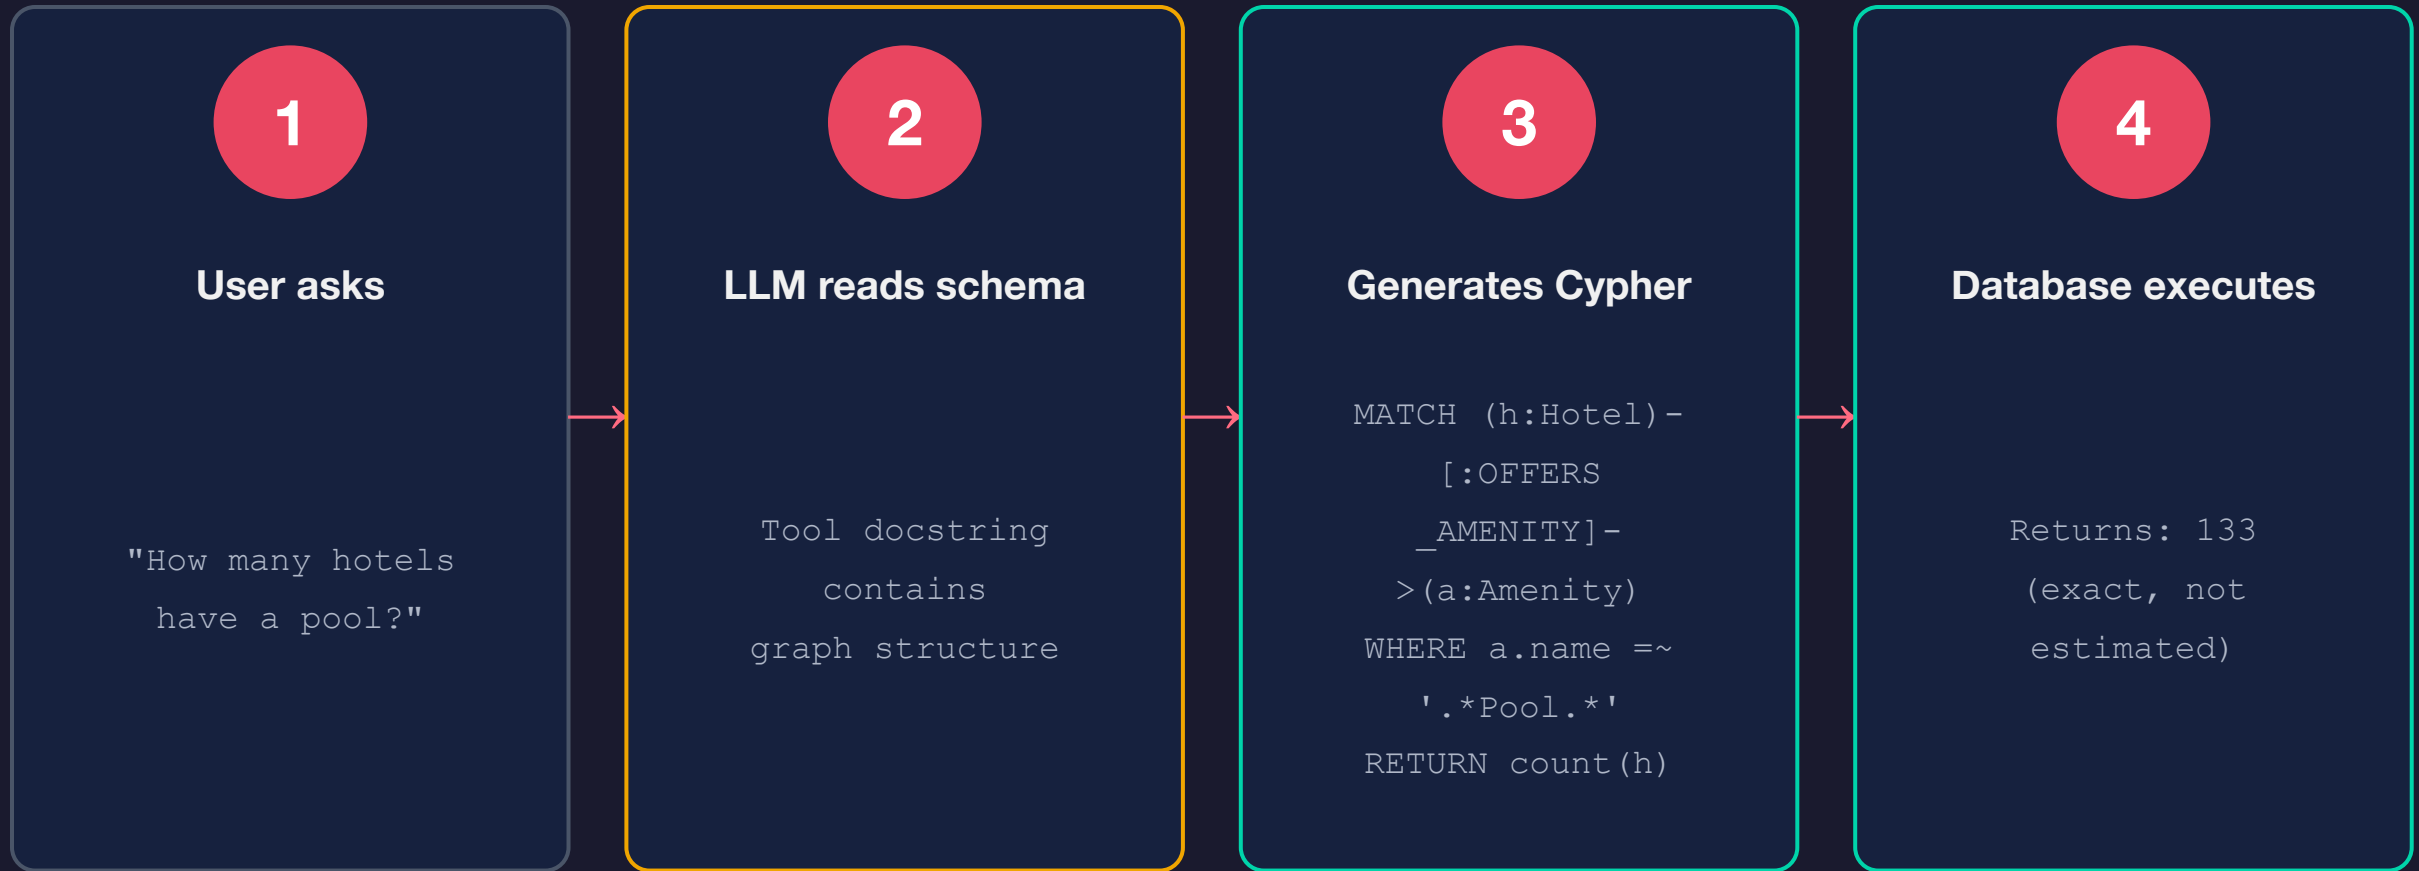 1
User asks
"How many hotels
have a pool?"
2
LLM reads schema
Tool docstring
contains
graph structure
3
Generates Cypher
MATCH (h:Hotel)-
[:OFFERS
_AMENITY]-
>(a:Amenity)
WHERE a.name =~
'.*Pool.*'
RETURN count(h)
4
Database executes
Returns: 133
(exact, not
estimated)